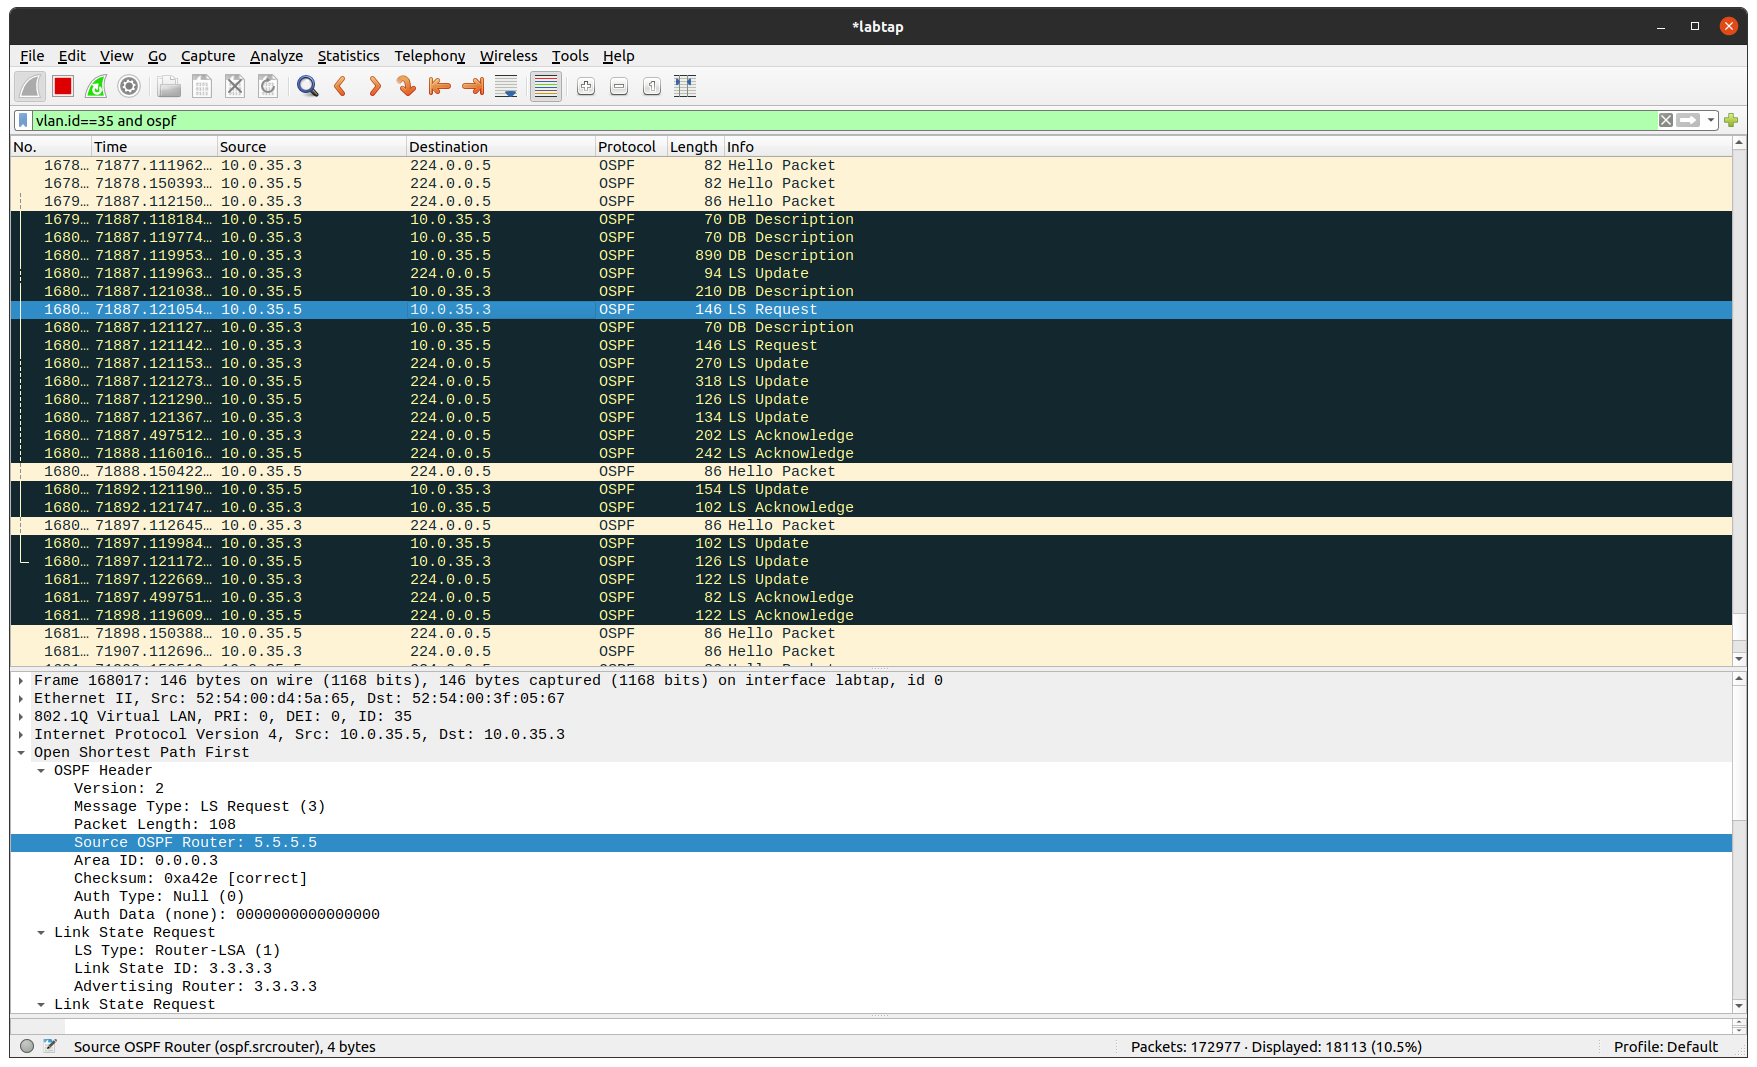 *labtap
File Edit View Go Capture Analyze Statistics Telephony Wireless Tools Help
vlan.id==35 and ospf
No. Time Source Destination Protocol Length Info
1678… 71877.111962… 10.0.35.3 224.0.0.5 OSPF 82 Hello Packet
1678… 71878.150393… 10.0.35.5 224.0.0.5 OSPF 82 Hello Packet
1679… 71887.112150… 10.0.35.3 224.0.0.5 OSPF 86 Hello Packet
1679… 71887.118184… 10.0.35.5 10.0.35.3 OSPF 70 DB Description
1680… 71887.119774… 10.0.35.3 10.0.35.5 OSPF 70 DB Description
1680… 71887.119953… 10.0.35.3 10.0.35.5 OSPF 890 DB Description
1680… 71887.119963… 10.0.35.3 224.0.0.5 OSPF 94 LS Update
1680… 71887.121038… 10.0.35.5 10.0.35.3 OSPF 210 DB Description
1680… 71887.121054… 10.0.35.5 10.0.35.3 OSPF 146 LS Request
1680… 71887.121127… 10.0.35.3 10.0.35.5 OSPF 70 DB Description
1680… 71887.121142… 10.0.35.3 10.0.35.5 OSPF 146 LS Request
1680… 71887.121153… 10.0.35.3 224.0.0.5 OSPF 270 LS Update
1680… 71887.121273… 10.0.35.5 224.0.0.5 OSPF 318 LS Update
1680… 71887.121290… 10.0.35.5 224.0.0.5 OSPF 126 LS Update
1680… 71887.121367… 10.0.35.3 224.0.0.5 OSPF 134 LS Update
1680… 71887.497512… 10.0.35.3 224.0.0.5 OSPF 202 LS Acknowledge
1680… 71888.116016… 10.0.35.5 224.0.0.5 OSPF 242 LS Acknowledge
1680… 71888.150422… 10.0.35.5 224.0.0.5 OSPF 86 Hello Packet
1680… 71892.121190… 10.0.35.5 10.0.35.3 OSPF 154 LS Update
1680… 71892.121747… 10.0.35.3 10.0.35.5 OSPF 102 LS Acknowledge
1680… 71897.112645… 10.0.35.3 224.0.0.5 OSPF 86 Hello Packet
1680… 71897.119984… 10.0.35.3 10.0.35.5 OSPF 102 LS Update
1680… 71897.121172… 10.0.35.5 10.0.35.3 OSPF 126 LS Update
1681… 71897.122669… 10.0.35.3 224.0.0.5 OSPF 122 LS Update
1681… 71897.499751… 10.0.35.3 224.0.0.5 OSPF 82 LS Acknowledge
1681… 71898.119609… 10.0.35.5 224.0.0.5 OSPF 122 LS Acknowledge
1681… 71898.150388… 10.0.35.5 224.0.0.5 OSPF 86 Hello Packet
1681… 71907.112696… 10.0.35.3 224.0.0.5 OSPF 86 Hello Packet
Frame 168017: 146 bytes on wire (1168 bits), 146 bytes captured (1168 bits) on interface labtap, id 0
Ethernet II, Src: 52:54:00:d4:5a:65, Dst: 52:54:00:3f:05:67
802.1Q Virtual LAN, PRI: 0, DEI: 0, ID: 35
Internet Protocol Version 4, Src: 10.0.35.5, Dst: 10.0.35.3
Open Shortest Path First
OSPF Header
Version: 2
Message Type: LS Request (3)
Packet Length: 108
Source OSPF Router: 5.5.5.5
Area ID: 0.0.0.3
Checksum: 0xa42e [correct]
Auth Type: Null (0)
Auth Data (none): 0000000000000000
Link State Request
LS Type: Router-LSA (1)
Link State ID: 3.3.3.3
Advertising Router: 3.3.3.3
Link State Request
Source OSPF Router (ospf.srcrouter), 4 bytes
Packets: 172977 · Displayed: 18113 (10.5%)
Profile: Default